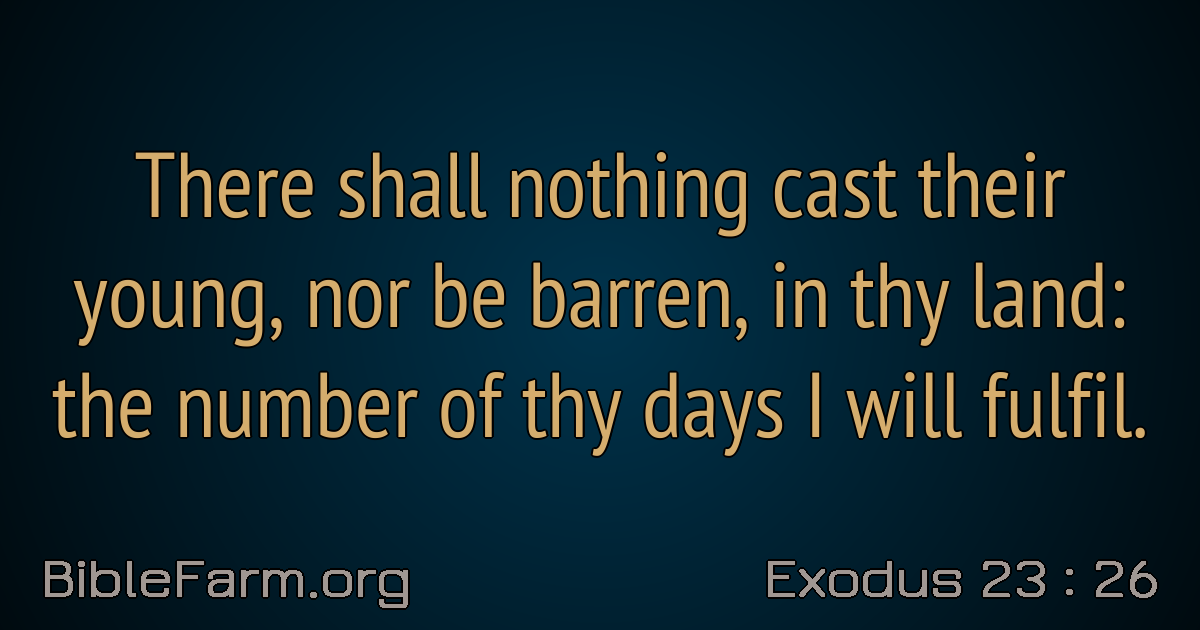 There shall nothing cast their
young, nor be barren, in thy land:
the number of thy days I will fulfil.
BibleFarm.org
Exodus 23 : 26